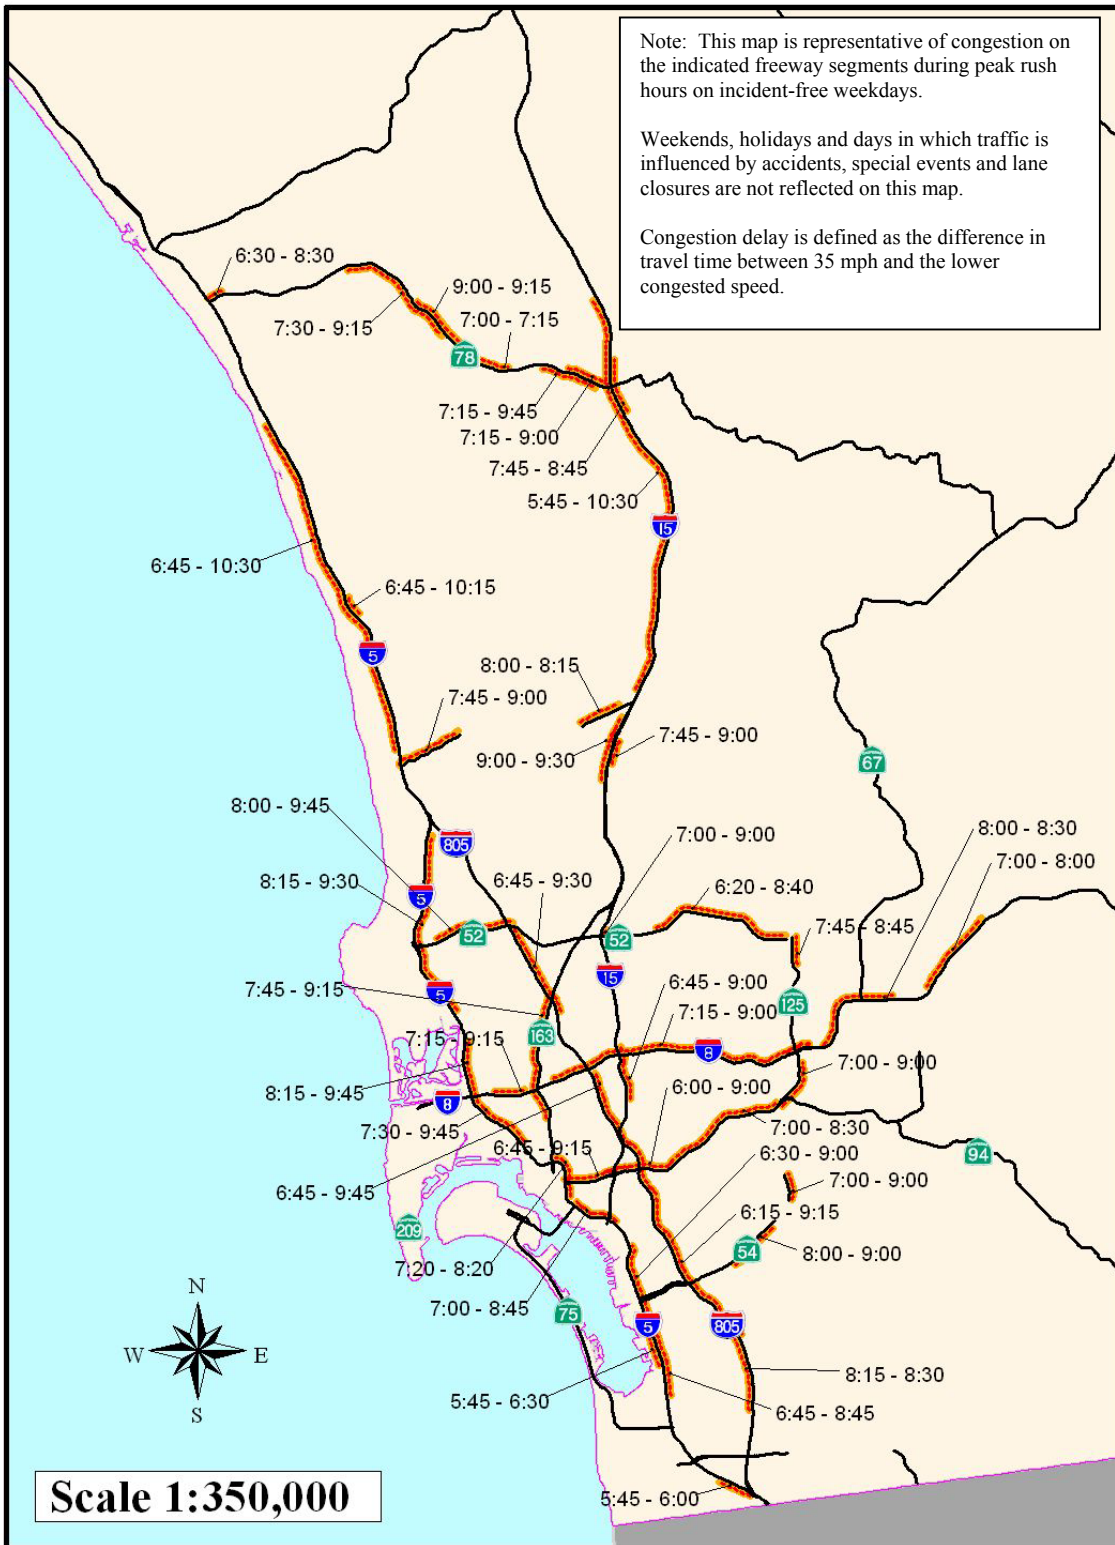 Note: This map is representative of congestion on
the indicated freeway segments during peak rush
hours on incident-free weekdays.
Weekends, holidays and days in which traffic is
influenced by accidents, special events and lane
closures are not reflected on this map.
Congestion delay is defined as the difference in
travel time between 35 mph and the lower
congested speed.
6:30 - 8:30
9:00 - 9:15
7:30 - 9:15
7:00 - 7:15
78
7:15 - 9:45
7:15 - 9:00
7:45 - 8:45
5:45 - 10:30
15
6:45 - 10:30
6:45 - 10:15
5
8:00 - 8:15
7:45 - 9:00
9:00 - 9:30
7:45 - 9:00
67
8:00 - 9:45
805
7:00 - 9:00
8:00 - 8:30
7:00 - 8:00
8:15 - 9:30
6:45 - 9:30
6:20 - 8:40
5
52
52
7:45 - 8:45
7:45 - 9:15
5
15
6:45 - 9:00
7:15 - 9:00
125
7:15 - 9:15
163
8
7:00 - 9:00
8:15 - 9:45
8
6:00 - 9:00
7:30 - 9:45
7:00 - 8:30
6:45 - 9:15
6:30 - 9:00
94
6:45 - 9:45
7:00 - 9:00
209
6:15 - 9:15
54
8:00 - 9:00
7:20 - 8:20
7:00 - 8:45
75
5
805
N
W
E
S
5:45 - 6:30
8:15 - 8:30
6:45 - 8:45
Scale 1:350,000
5:45 - 6:00